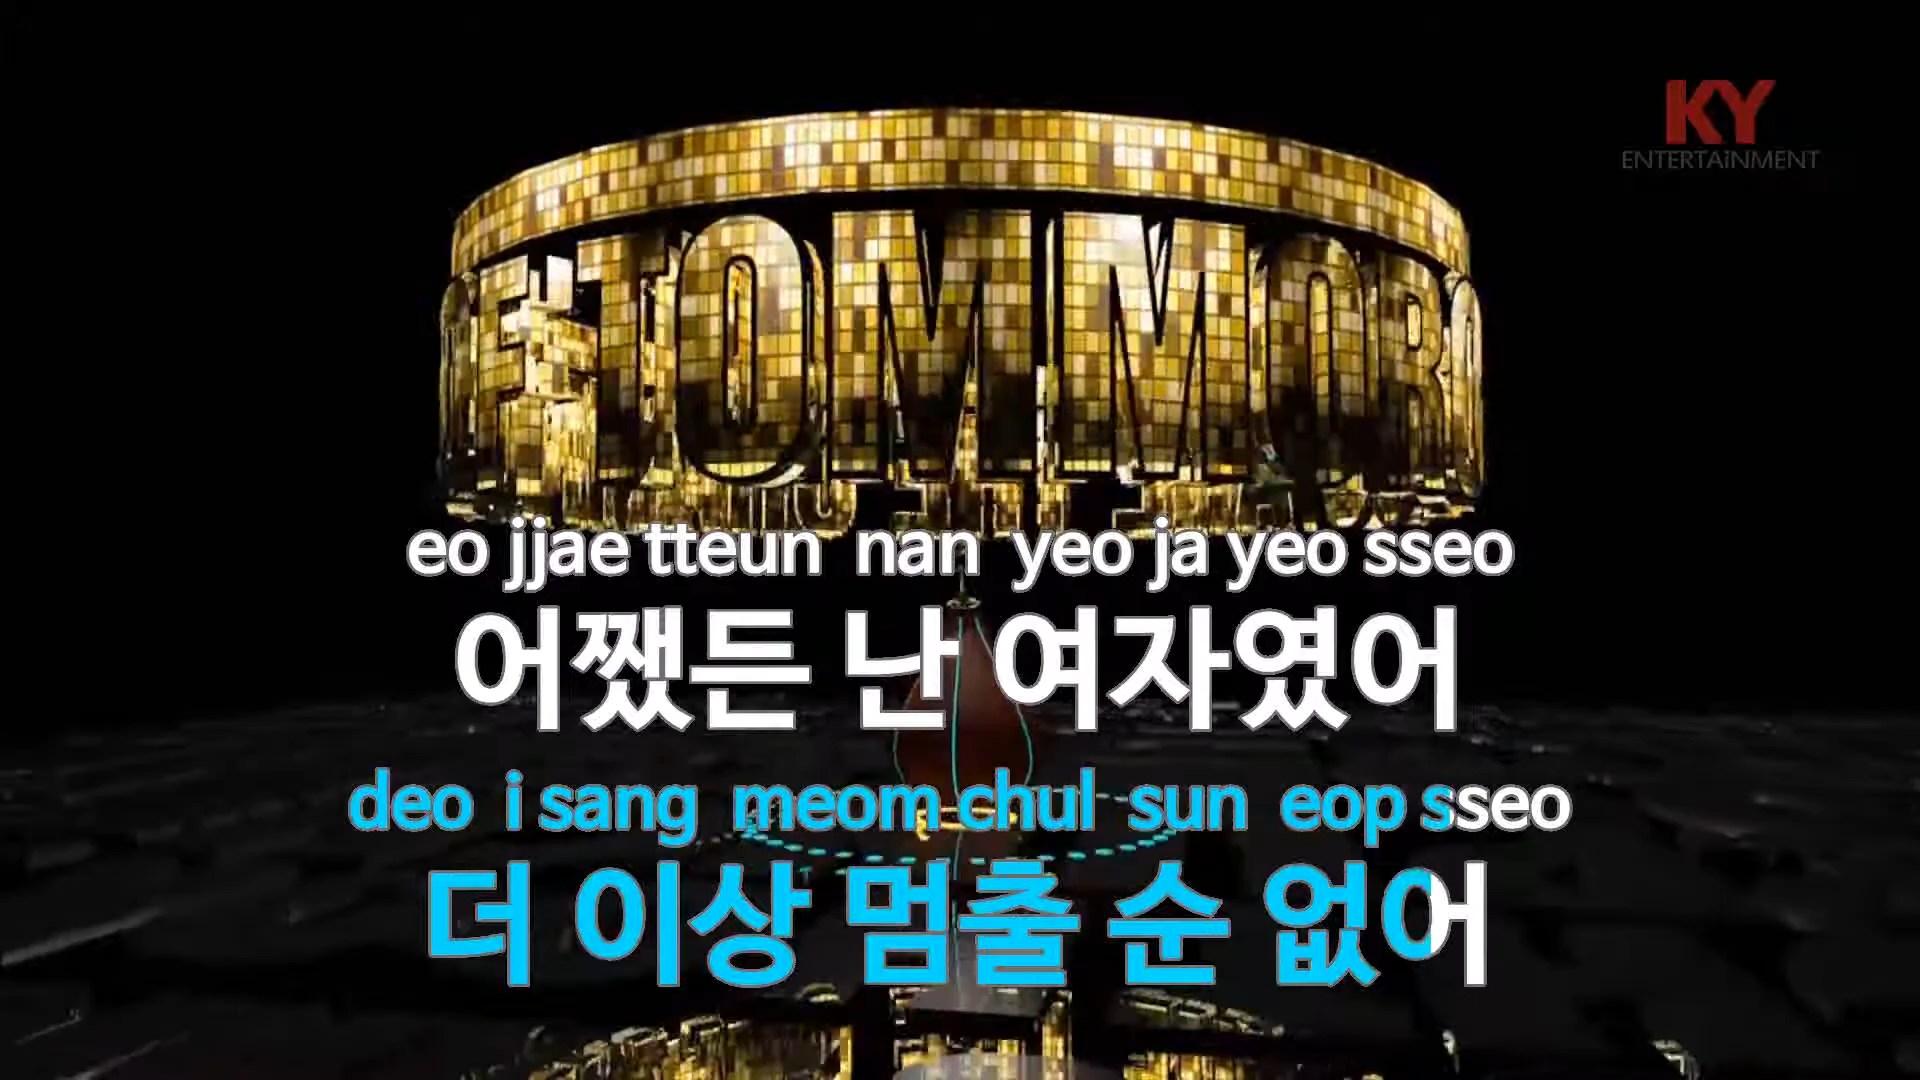 KY
ENTERTAiNMENT
TOMMORO
eo jjae tteun nan yeo ja yeo sseo
어쨌든 난 여자였어
deo i sang meom chul sun eop sseo
더 이상 멈출 순 없어